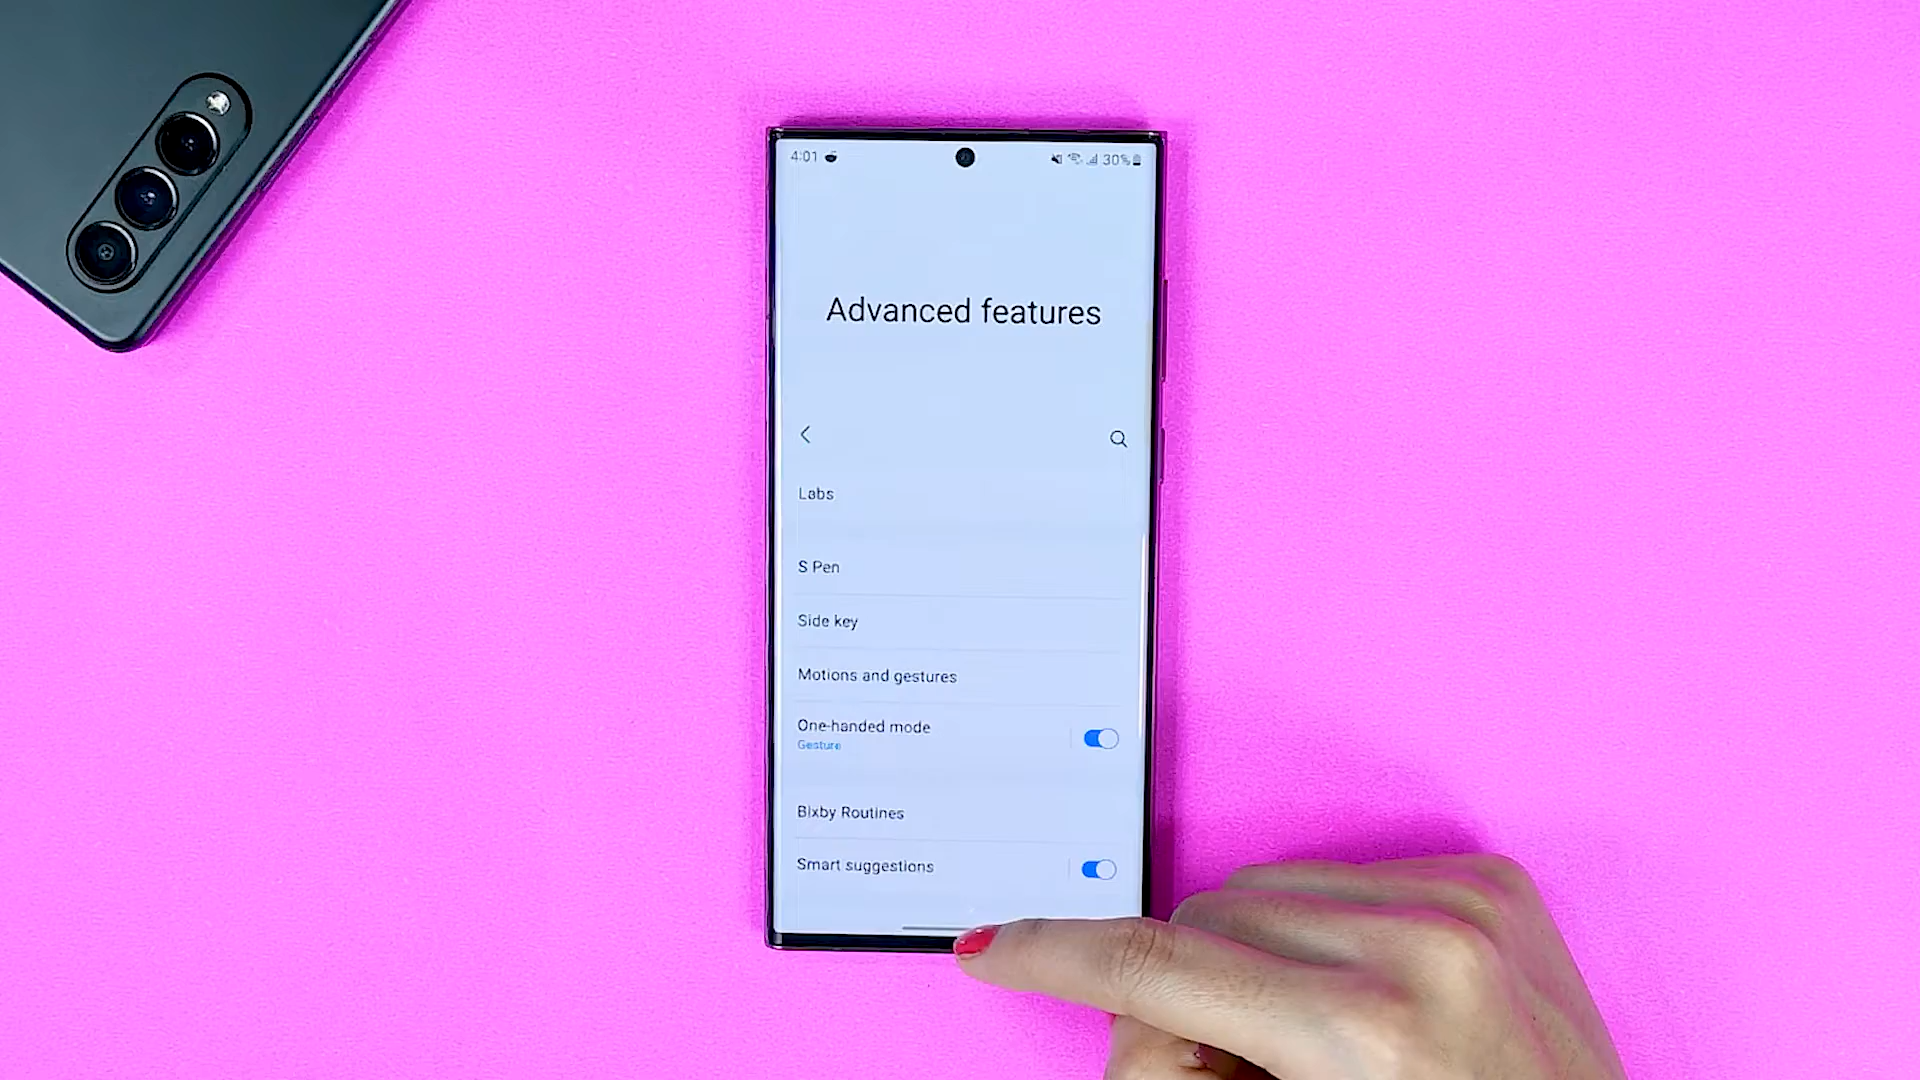 4:01
30%
Advanced features
Labs
S Pen
Side key
Motions and gestures
One-handed mode
Gesture
Bixby Routines
Smart suggestions